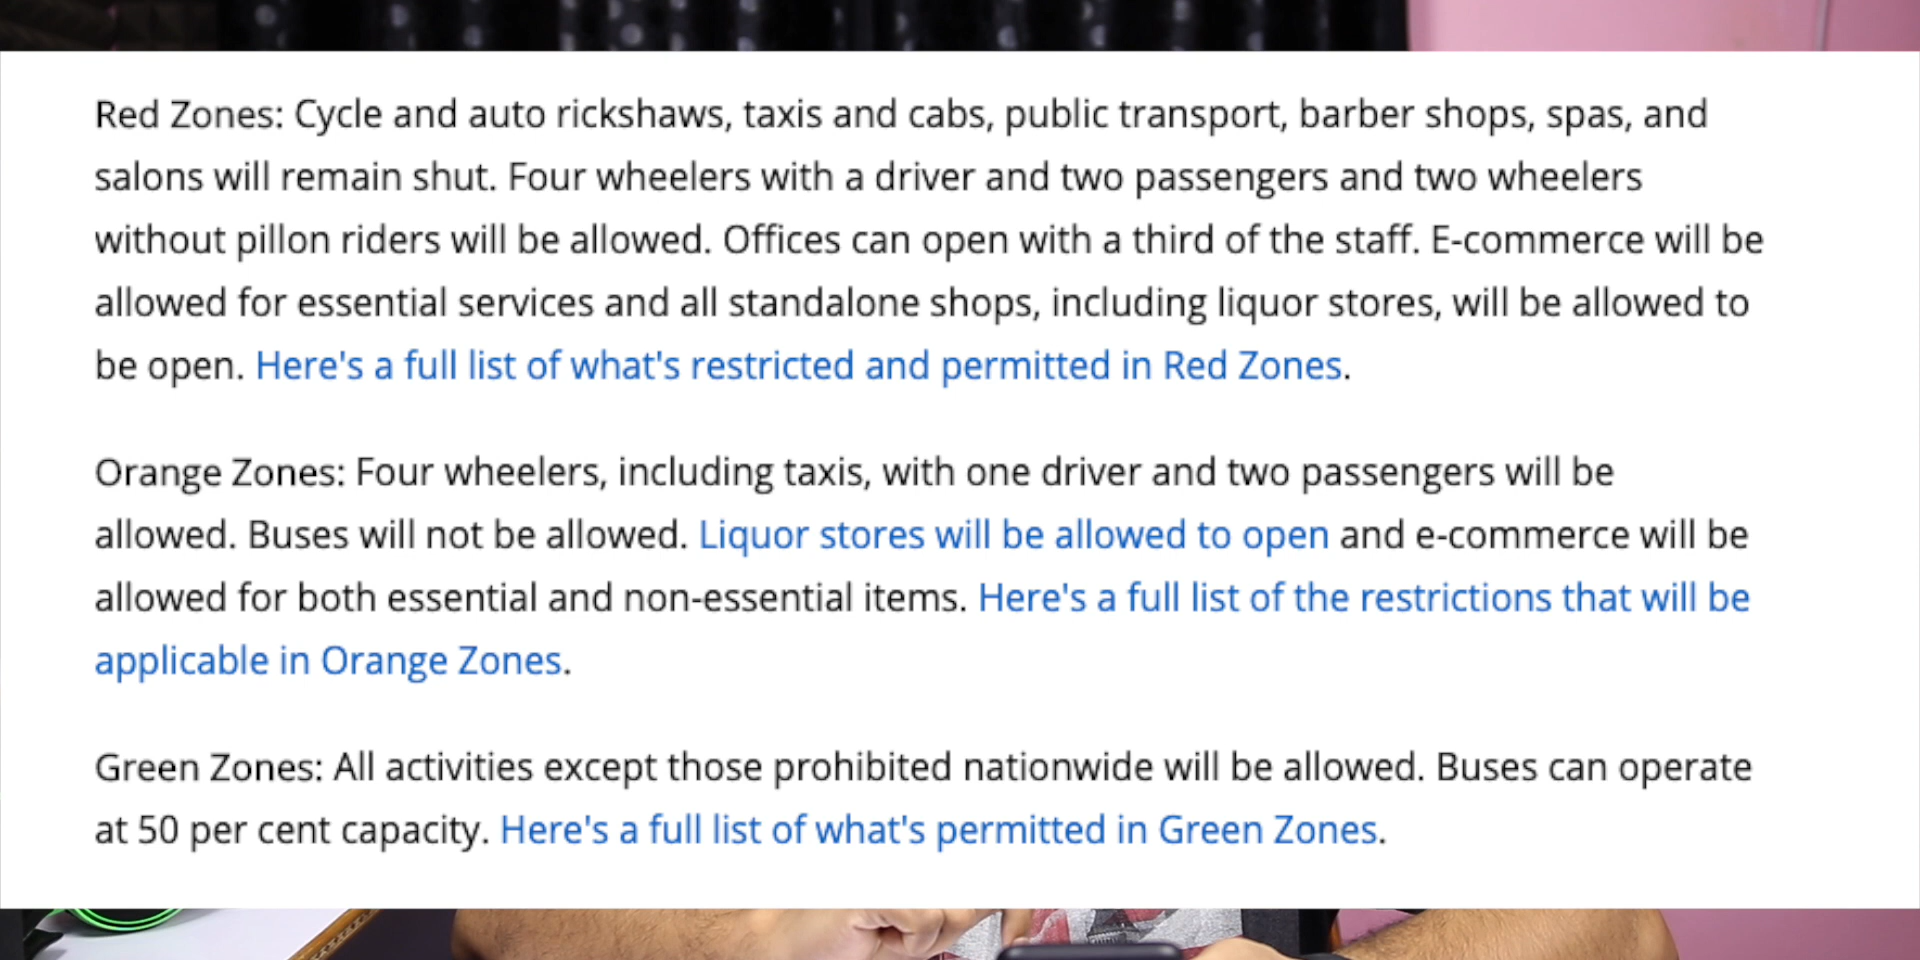 Red Zones: Cycle and auto rickshaws, taxis and cabs, public transport, barber shops, spas, and
salons will remain shut. Four wheelers with a driver and two passengers and two wheelers
without pillon riders will be allowed. Offices can open with a third of the staff. E-commerce will be
allowed for essential services and all standalone shops, including liquor stores, will be allowed to
be open. Here's a full list of what's restricted and permitted in Red Zones.
Orange Zones: Four wheelers, including taxis, with one driver and two passengers will be
allowed. Buses will not be allowed. Liquor stores will be allowed to open and e-commerce will be
allowed for both essential and non-essential items. Here's a full list of the restrictions that will be
applicable in Orange Zones.
Green Zones: All activities except those prohibited nationwide will be allowed. Buses can operate
at 50 per cent capacity. Here's a full list of what's permitted in Green Zones.